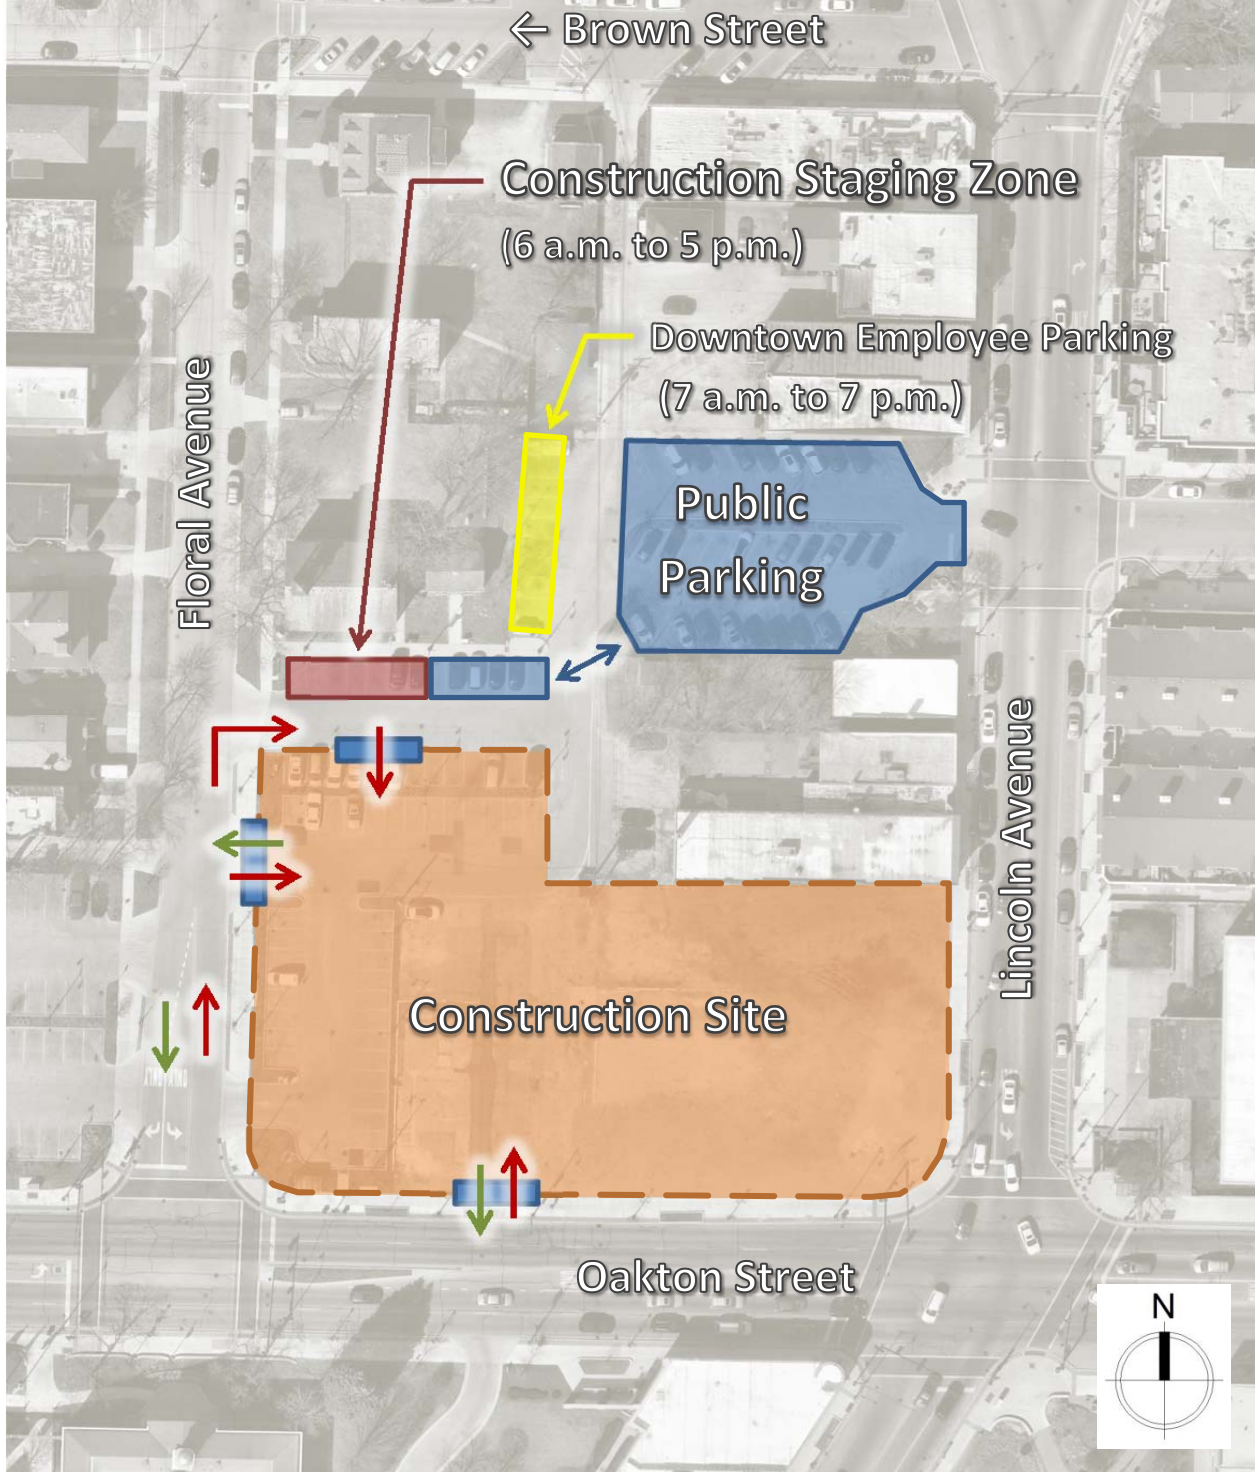 ← Brown Street
Construction Staging Zone
(6 a.m. to 5 p.m.)
Downtown Employee Parking
(7 a.m. to 7 p.m.)
Floral Avenue
Public
Parking
Lincoln Avenue
Construction Site
Oakton Street
N